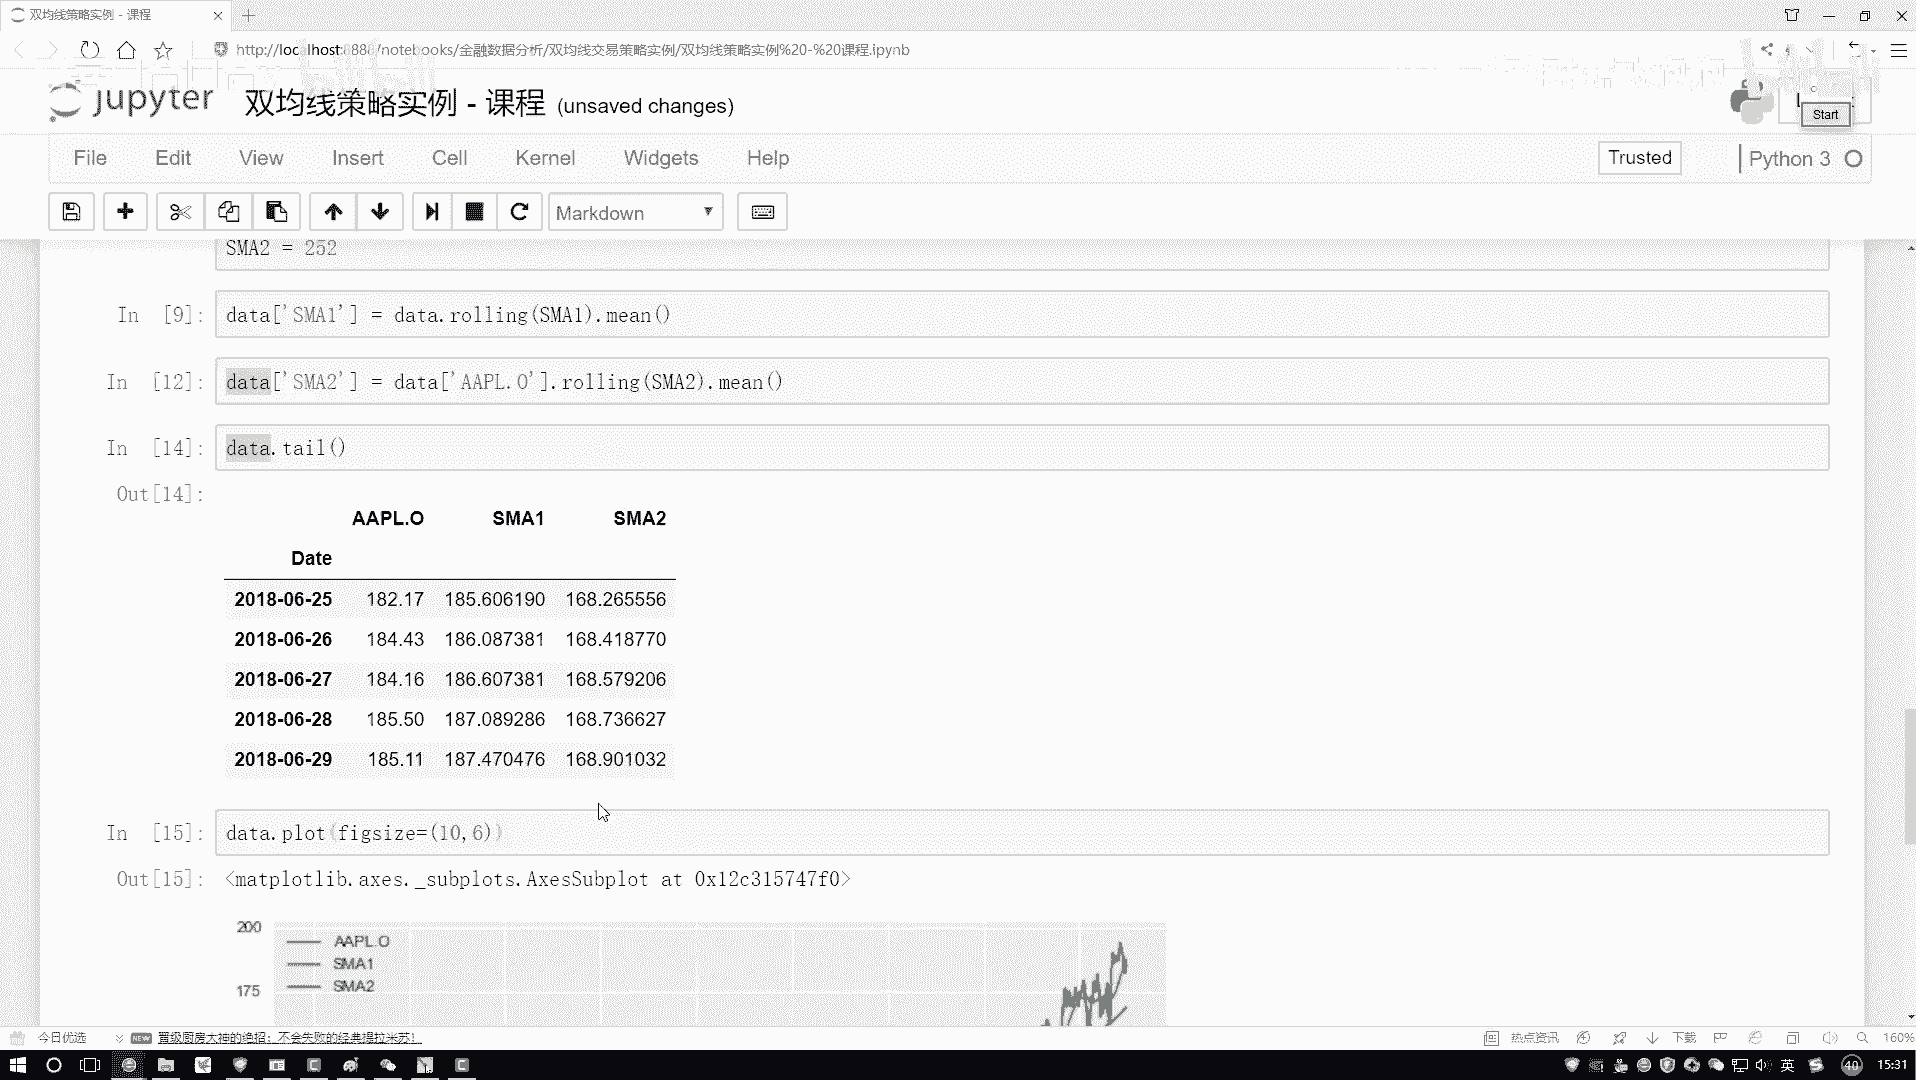 双均线策略实例 - 课程
http://localhost:8888/notebooks/金融数据分析/双均线交易策略实例/双均线策略实例%20-%20课程.ipynb
jupyter 双均线策略实例 - 课程 (unsaved changes)
Start
File Edit View Insert Cell Kernel Widgets Help
Trusted
Python 3
Markdown
SMA2 = 252
In [9]: data['SMA1'] = data.rolling(SMA1).mean()
In [12]: data['SMA2'] = data['AAPL.O'].rolling(SMA2).mean()
In [14]: data.tail()
Out[14]:
AAPL.O SMA1 SMA2
Date
2018-06-25 182.17 185.606190 168.265556
2018-06-26 184.43 186.087381 168.418770
2018-06-27 184.16 186.607381 168.579206
2018-06-28 185.50 187.089286 168.736627
2018-06-29 185.11 187.470476 168.901032
In [15]: data.plot(figsize=(10,6))
Out[15]: <matplotlib.axes._subplots.AxesSubplot at 0x12c315747f0>
200
AAPL.O
SMA1
175
SMA2
今日优选
NEW
晋级厨房大神的绝招：不会失败的经典提拉米苏！
热点资讯
下载
160%
英
40
15:31